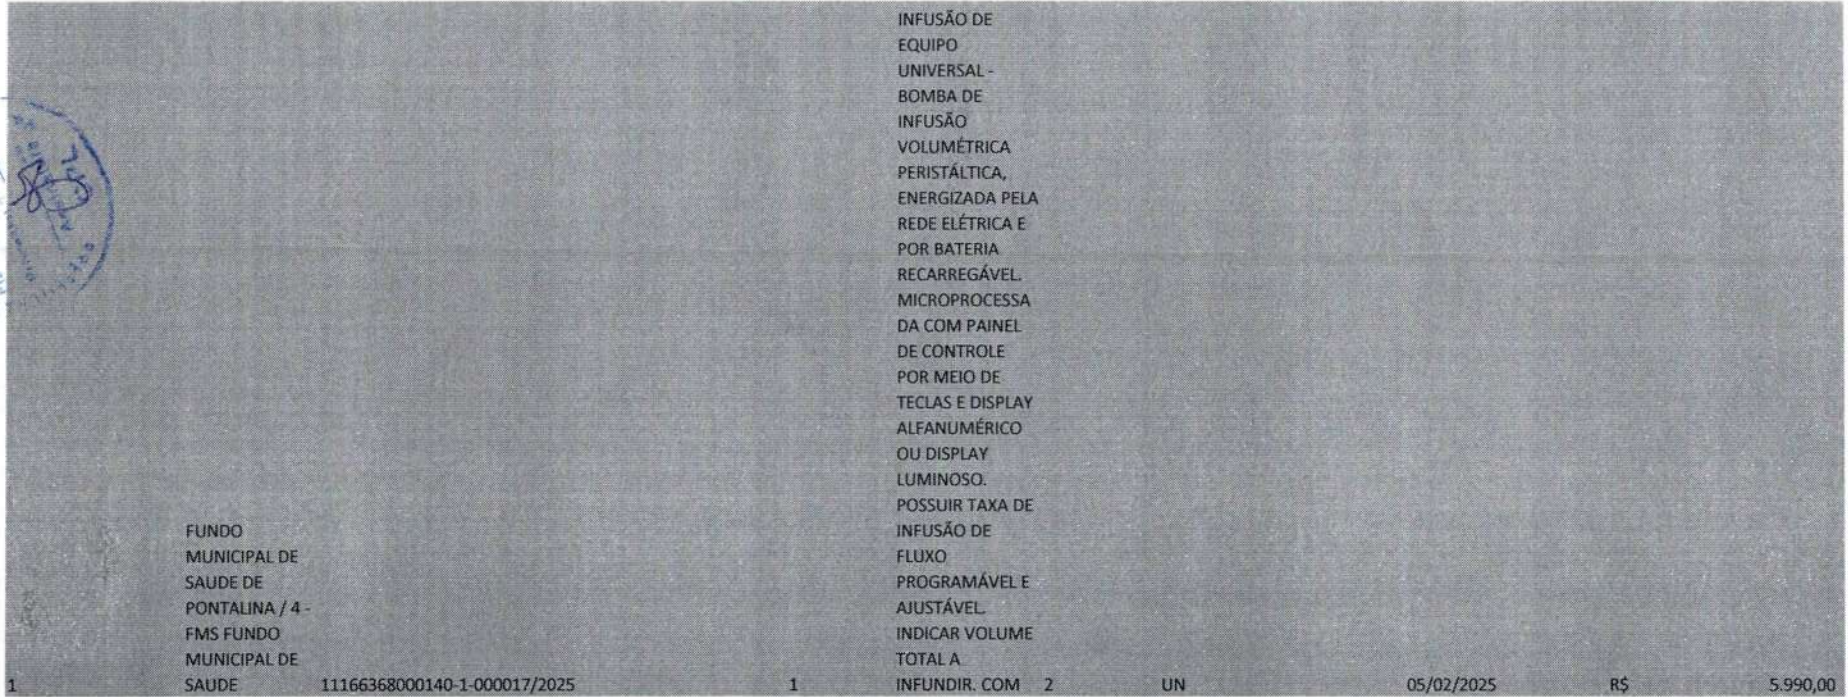 INFUSÃO DE
EQUIPO
UNIVERSAL -
BOMBA DE
INFUSÃO
VOLUMÉTRICA
PERISTÁLTICA,
ENERGIZADA PELA
REDE ELÉTRICA E
POR BATERIA
RECARREGÁVEL.
MICROPROCESSA
DA COM PAINEL
DE CONTROLE
POR MEIO DE
TECLAS E DISPLAY
ALFANUMÉRICO
OU DISPLAY
LUMINOSO.
POSSUIR TAXA DE
FUNDO INFUSÃO DE
MUNICIPAL DE FLUXO
SAUDE DE PROGRAMÁVEL E
PONTALINA / 4 - AJUSTÁVEL.
FMS FUNDO INDICAR VOLUME
MUNICIPAL DE TOTAL A
1 SAUDE 11166368000140-1-000017/2025 1 INFUNDIR. COM 2 UN 05/02/2025 R$ 5.990,00